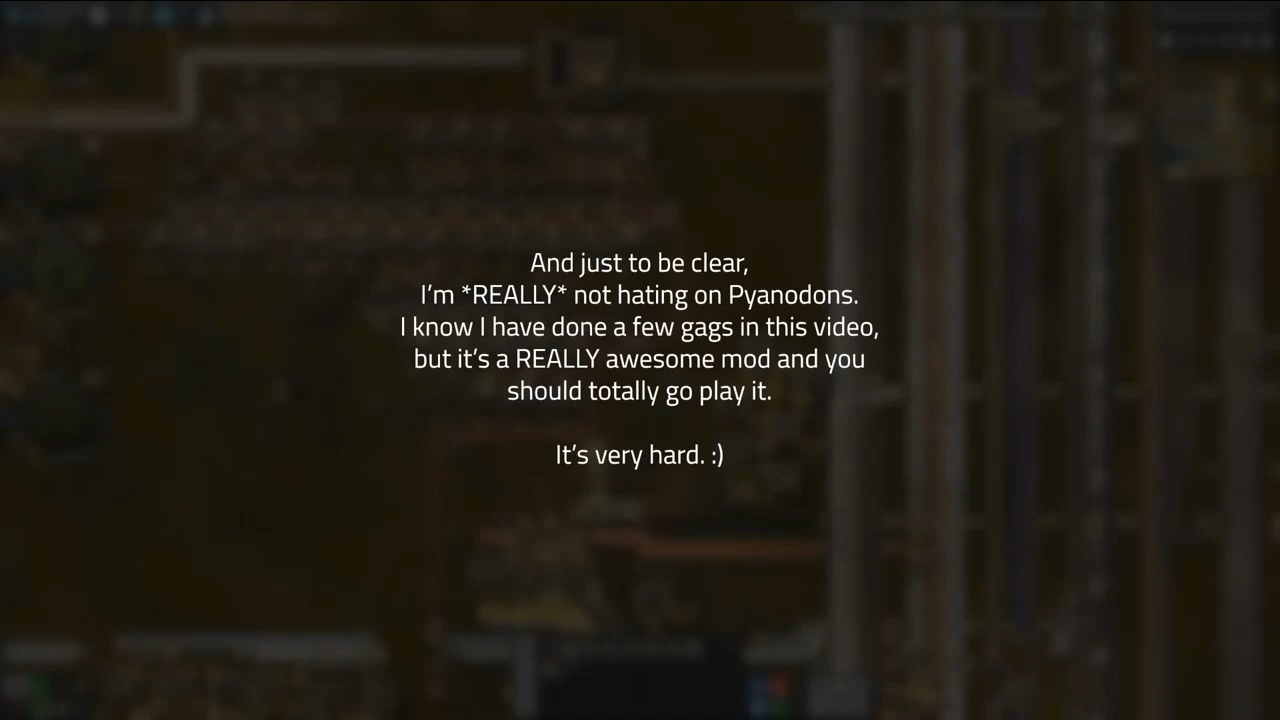 And just to be clear,
I'm *REALLY* not hating on Pyanodons.
I know I have done a few gags in this video,
but it's a REALLY awesome mod and you
should totally go play it.
It's very hard. :)